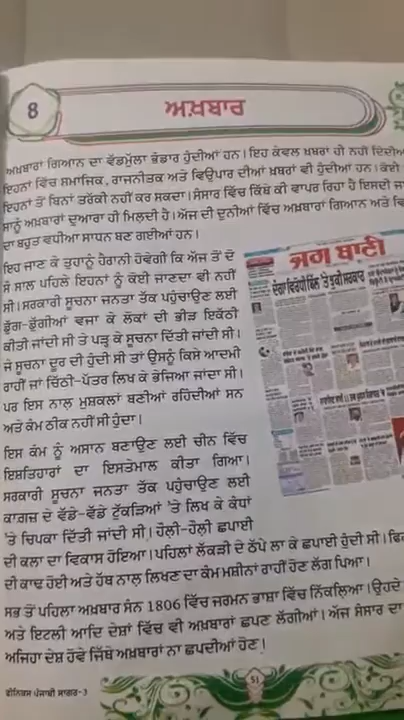 8
ਅਖ਼ਬਾਰ
ਅਖ਼ਬਾਰਾਂ ਗਿਆਨ ਦਾ ਵੱਡਮੁੱਲਾ ਭੰਡਾਰ ਹੁੰਦੀਆਂ ਹਨ। ਇਹ ਕੇਵਲ ਖ਼ਬਰਾਂ ਹੀ ਨਹੀਂ ਦਿੰਦੀਆਂ
ਇਹਨਾਂ ਵਿੱਚ ਸਮਾਜਿਕ, ਰਾਜਨੀਤਕ ਅਤੇ ਵਿਉਪਾਰ ਦੀਆਂ ਖ਼ਬਰਾਂ ਵੀ ਹੁੰਦੀਆਂ ਹਨ। ਕੋਈ
ਇਹਨਾਂ ਤੋਂ ਬਿਨਾਂ ਤਰੱਕੀ ਨਹੀਂ ਕਰ ਸਕਦਾ। ਸੰਸਾਰ ਵਿੱਚ ਕਿੱਥੇ ਕੀ ਵਾਪਰ ਰਿਹਾ ਹੈ ਇਸਦੀ
ਸਾਨੂੰ ਅਖ਼ਬਾਰ ਦੁਆਰਾ ਹੀ ਮਿਲਦੀ ਹੈ। ਅੱਜ ਦੀ ਦੁਨੀਆਂ ਵਿੱਚ ਅਖ਼ਬਾਰਾਂ ਗਿਆਨ ਅਤੇ
ਦਾ ਬਹੁਤ ਵਧੀਆ ਸਾਧਨ ਬਣ ਗਈਆਂ ਹਨ।
ਇਹ ਜਾਣ ਕੇ ਤੁਹਾਨੂੰ ਹੈਰਾਨੀ ਹੋਵੇਗੀ ਕਿ ਅੱਜ ਤੋਂ ਦੋ
ਸੌ ਸਾਲ ਪਹਿਲੇ ਇਹਨਾਂ ਨੂੰ ਕੋਈ ਜਾਣਦਾ ਵੀ ਨਹੀਂ
ਸੀ। ਸਰਕਾਰੀ ਸੂਚਨਾ ਜਨਤਾ ਤੱਕ ਪਹੁੰਚਾਉਣ ਲਈ
ਡੁੱਗ-ਡੁੱਗੀਆਂ ਵਜਾ ਕੇ ਲੋਕਾਂ ਦੀ ਭੀੜ ਇਕੱਠੀ
ਕੀਤੀ ਜਾਂਦੀ ਸੀ ਤੇ ਪੜ੍ਹ ਕੇ ਸੂਚਨਾ ਦਿੱਤੀ ਜਾਂਦੀ ਸੀ।
ਜੇ ਸੂਚਨਾ ਦੂਰ ਦੀ ਹੁੰਦੀ ਸੀ ਤਾਂ ਉਸਨੂੰ ਕਿਸੇ ਆਦਮੀ
ਰਾਹੀਂ ਜਾਂ ਚਿੱਠੀ-ਪੱਤਰ ਲਿਖ ਕੇ ਭੇਜਿਆ ਜਾਂਦਾ ਸੀ।
ਪਰ ਇਸ ਨਾਲ਼ ਮੁਸ਼ਕਲਾਂ ਬਣੀਆਂ ਰਹਿੰਦੀਆਂ ਸਨ
ਅਤੇ ਕੰਮ ਠੀਕ ਨਹੀਂ ਸੀ ਹੁੰਦਾ।
ਜਗ ਬਾਣੀ
ਇਸ ਕੰਮ ਨੂੰ ਅਸਾਨ ਬਣਾਉਣ ਲਈ ਚੀਨ ਵਿੱਚ
ਇਸ਼ਤਿਹਾਰਾਂ ਦਾ ਇਸਤੇਮਾਲ ਕੀਤਾ ਗਿਆ।
ਸਰਕਾਰੀ ਸੂਚਨਾ ਜਨਤਾ ਤੱਕ ਪਹੁੰਚਾਉਣ ਲਈ
ਕਾਗਜ਼ ਦੇ ਵੱਡੇ-ਵੱਡੇ ਟੁੱਕੜਿਆਂ 'ਤੇ ਲਿਖ ਕੇ ਕੰਧਾਂ
'ਤੇ ਚਿਪਕਾ ਦਿੱਤੀ ਜਾਂਦੀ ਸੀ। ਹੌਲ਼ੀ-ਹੌਲ਼ੀ ਛਪਾਈ
ਦੀ ਕਲਾ ਦਾ ਵਿਕਾਸ ਹੋਇਆ। ਪਹਿਲਾਂ ਲੱਕੜੀ ਦੇ ਠੱਪੇ ਲਾ ਕੇ ਛਪਾਈ ਹੁੰਦੀ ਸੀ।
ਦੀ ਕਾਢ ਹੋਈ ਅਤੇ ਹੱਥ ਨਾਲ਼ ਲਿਖਣ ਦਾ ਕੰਮ ਮਸ਼ੀਨਾਂ ਰਾਹੀਂ ਹੋਣ ਲੱਗ ਪਿਆ।
ਸਭ ਤੋਂ ਪਹਿਲਾ ਅਖ਼ਬਾਰ ਸੰਨ 1806 ਵਿੱਚ ਜਰਮਨ ਭਾਸ਼ਾ ਵਿੱਚ ਨਿੱਕਲ਼ਿਆ। ਉਹਦੇ
ਅਤੇ ਇਟਲੀ ਆਦਿ ਦੇਸ਼ਾਂ ਵਿੱਚ ਵੀ ਅਖ਼ਬਾਰਾਂ ਛਪਣ ਲੱਗੀਆਂ। ਅੱਜ ਸੰਸਾਰ ਦਾ
ਅਜਿਹਾ ਦੇਸ਼ ਹੋਵੇ ਜਿੱਥੇ ਅਖ਼ਬਾਰਾਂ ਨਾ ਛਪਦੀਆਂ ਹੋਣ!
ਫੀਨਿਕਸ ਪੰਜਾਬੀ ਸਾਗਰ-3
51